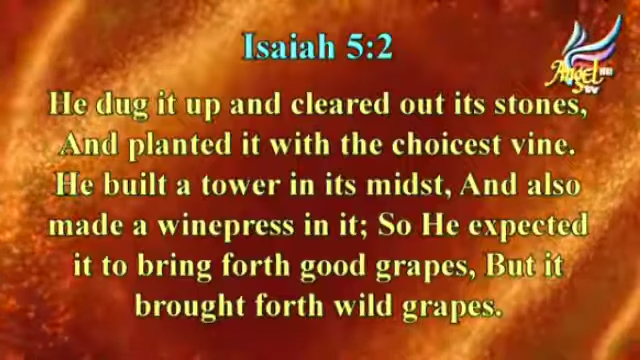 Isaiah 5:2
Angel
TV
He dug it up and cleared out its stones,
And planted it with the choicest vine.
He built a tower in its midst, And also
made a winepress in it; So He expected
it to bring forth good grapes, But it
brought forth wild grapes.